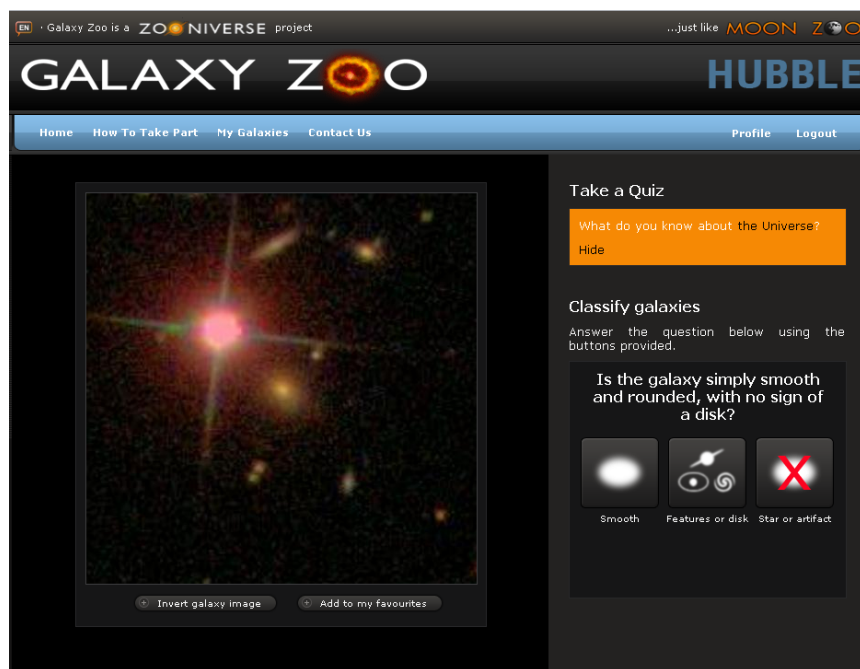 EN · Galaxy Zoo is a ZOONIVERSE project
...just like MOON ZOO
GALAXY ZOO
HUBBLE
Home How To Take Part My Galaxies Contact Us
Profile Logout
Take a Quiz
What do you know about the Universe?
Hide
Classify galaxies
Answer the question below using the
buttons provided.
Is the galaxy simply smooth
and rounded, with no sign of
a disk?
Smooth Features or disk Star or artifact
Invert galaxy image Add to my favourites